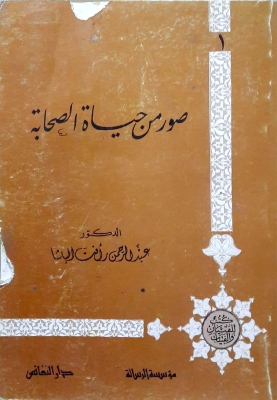 ١
صور من حياة الصحابة
الدكتور
عبد الرحمن رأفت الباشا
مؤسسة الرسالة
دار النفائس